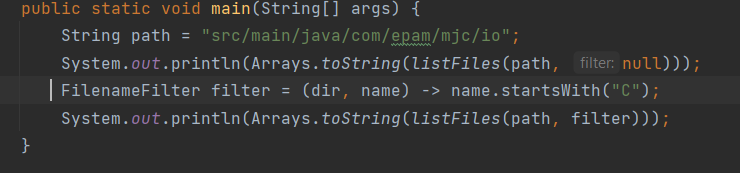 public static void main(String[] args) {
String path = "src/main/java/com/epam/mjc/io";
System.out.println(Arrays.toString(listFiles(path, filter: null)));
FilenameFilter filter = (dir, name) -> name.startsWith("C");
System.out.println(Arrays.toString(listFiles(path, filter)));
}